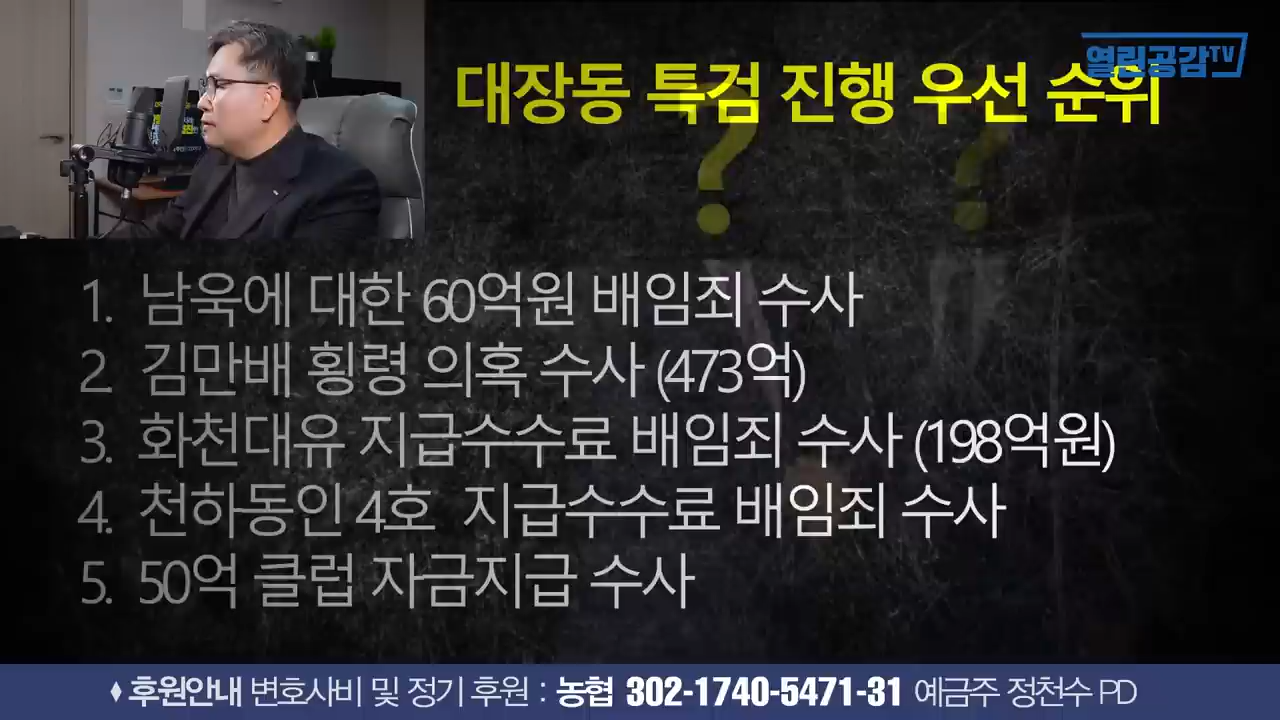 열린공감TV
대장동 특검 진행 우선 순위
? ?
1. 남욱에 대한 60억원 배임죄 수사
2. 김만배 횡령 의혹 수사 (473억)
3. 화천대유 지급수수료 배임죄 수사 (198억원)
4. 천하동인 4호 지급수수료 배임죄 수사
5. 50억 클럽 자금지급 수사
♦ 후원안내 변호사비 및 정기 후원 : 농협 302-1740-5471-31 예금주 정천수 PD